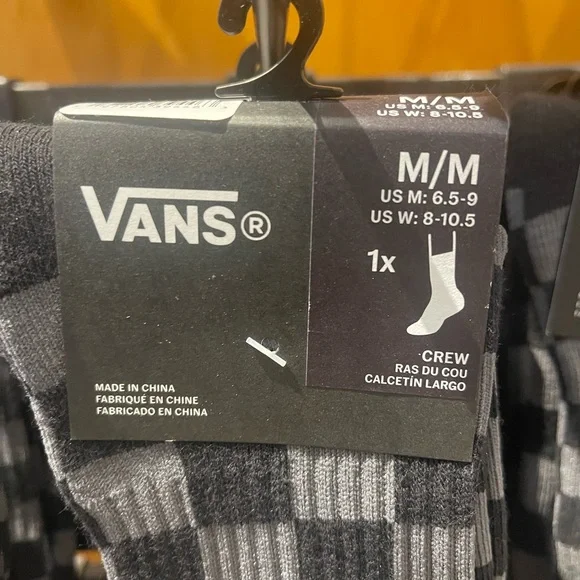 M/M
US M: 6.5-9
US W: 8-10.5
VANS®
M/M
US M: 6.5-9
US W: 8-10.5
1x
CREW
RAS DU COU
CALCETÍN LARGO
MADE IN CHINA
FABRIQUÉ EN CHINE
FABRICADO EN CHINA